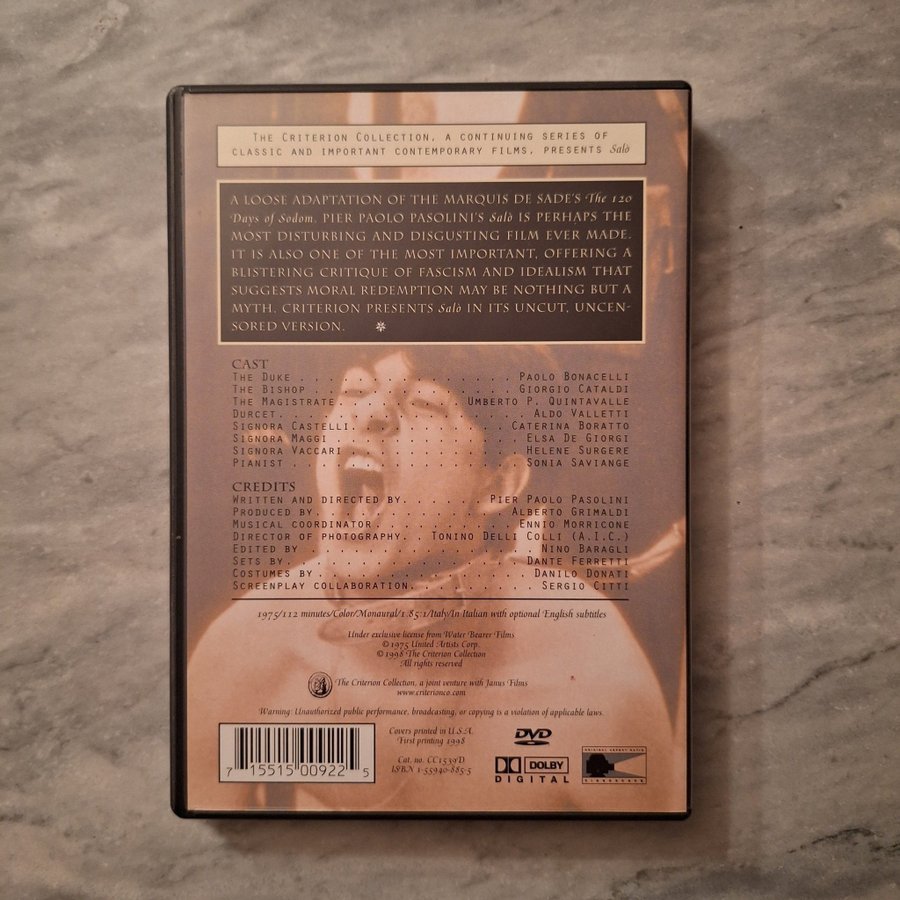 The Criterion Collection, a continuing series of
classic and important contemporary films, presents Salò
A loose adaptation of the Marquis de Sade's The 120
Days of Sodom, Pier Paolo Pasolini's Salò is perhaps the
most disturbing and disgusting film ever made.
It is also one of the most important, offering a
blistering critique of fascism and idealism that
suggests moral redemption may be nothing but a
myth. Criterion presents Salò in its uncut, uncen-
sored version.
Cast
The Duke . . . . . . . . . . . . . . . . Paolo Bonacelli
The Bishop . . . . . . . . . . . . . . . Giorgio Cataldi
The Magistrate. . . . . . . . . Umberto P. Quintavalle
Durcet. . . . . . . . . . . . . . . . . . . Aldo Valletti
Signora Castelli. . . . . . . . . . . . Caterina Boratto
Signora Maggi . . . . . . . . . . . . . . Elsa De Giorgi
Signora Vaccari . . . . . . . . . . . . . Helene Surgere
Pianist . . . . . . . . . . . . . . . . . Sonia Saviange
Credits
Written and directed by. . . . . . . Pier Paolo Pasolini
Produced by. . . . . . . . . . . . . . Alberto Grimaldi
Musical coordinator . . . . . . . . . . Ennio Morricone
Director of photography. . Tonino Delli Colli (A.I.C.)
Edited by . . . . . . . . . . . . . . . . Nino Baragli
Sets by. . . . . . . . . . . . . . . . . Dante Ferretti
Costumes by . . . . . . . . . . . . . . . Danilo Donati
Screenplay collaboration. . . . . . . . . Sergio Citti
1975/112 minutes/Color/Monaural/1.85:1/Italy/In Italian with optional English subtitles
Under exclusive license from Water Bearer Films
© 1975 United Artists Corp.
© 1998 The Criterion Collection
All rights reserved
The Criterion Collection, a joint venture with Janus Films
www.criterionco.com
Warning: Unauthorized public performance, broadcasting, or copying is a violation of applicable laws.
7 15515 00922 5
Covers printed in U.S.A.
First printing 1998
Cat. no. CC1539D
ISBN 1-55940-885-5
DVD
DOLBY
DIGITAL
ORIGINAL ASPECT RATIO